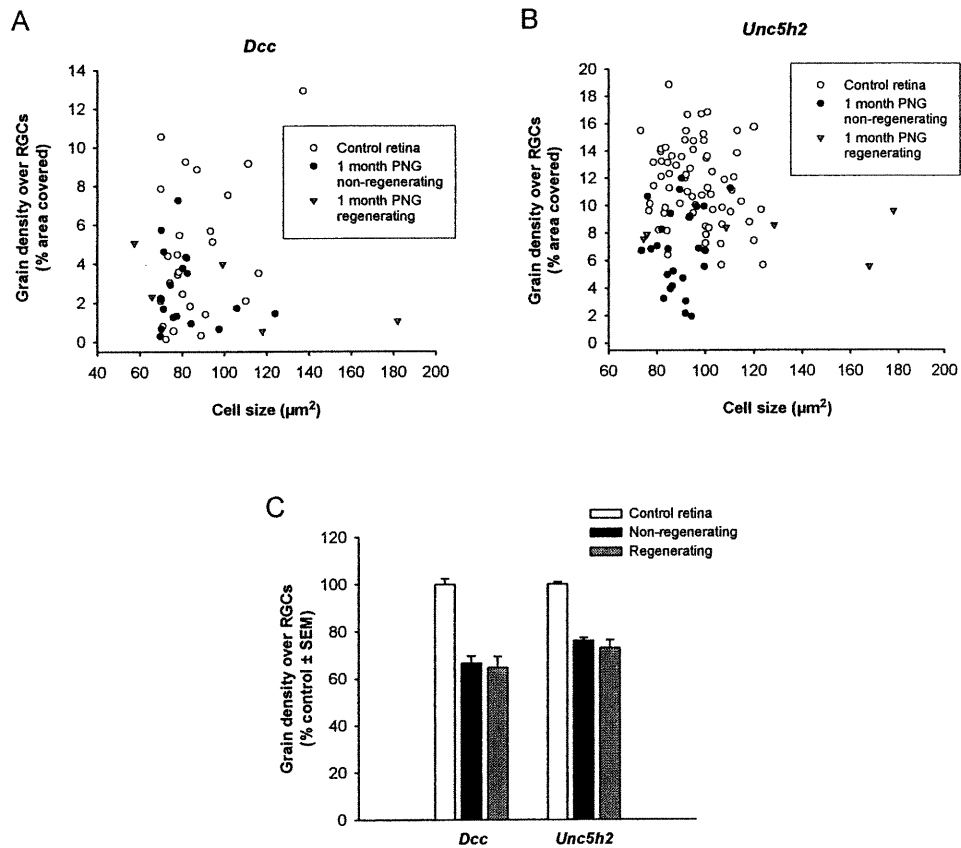 A
Dcc
Grain density over RGCs
(% area covered)
14
12
10
8
6
4
2
0
40 60 80 100 120 140 160 180 200
Cell size (µm²)
Control retina
1 month PNG
non-regenerating
1 month PNG
regenerating
B
Unc5h2
Grain density over RGCs
(% area covered)
20
18
16
14
12
10
8
6
4
2
0
60 80 100 120 140 160 180 200
Cell size (µm²)
Control retina
1 month PNG
non-regenerating
1 month PNG
regenerating
C
Control retina
Non-regenerating
Regenerating
Grain density over RGCs
(% control ± SEM)
120
100
80
60
40
20
0
Dcc Unc5h2